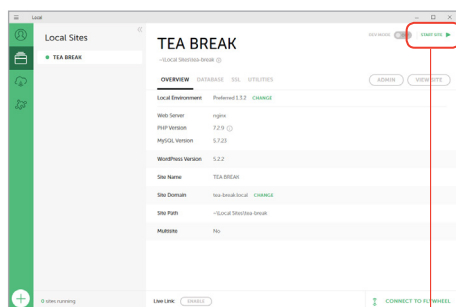 Local
Local Sites
TEA BREAK
TEA BREAK
~\Local Sites\tea-break
DEV MODE
START SITE
OVERVIEW DATABASE SSL UTILITIES
ADMIN
VIEW SITE
Local Environment Preferred 1.3.2 CHANGE
Web Server nginx
PHP Version 7.2.9
MySQL Version 5.7.23
WordPress Version 5.2.2
Site Name TEA BREAK
Site Domain tea-break.local CHANGE
Site Path ~\Local Sites\tea-break
Multisite No
0 sites running
Live Link ENABLE
CONNECT TO FLYWHEEL